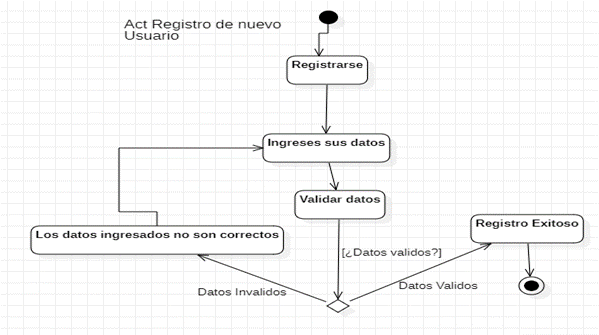 Act Registro de nuevo
Usuario
Registrarse
Ingreses sus datos
Validar datos
Registro Exitoso
Los datos ingresados no son correctos
[¿Datos validos?]
Datos Invalidos
Datos Validos